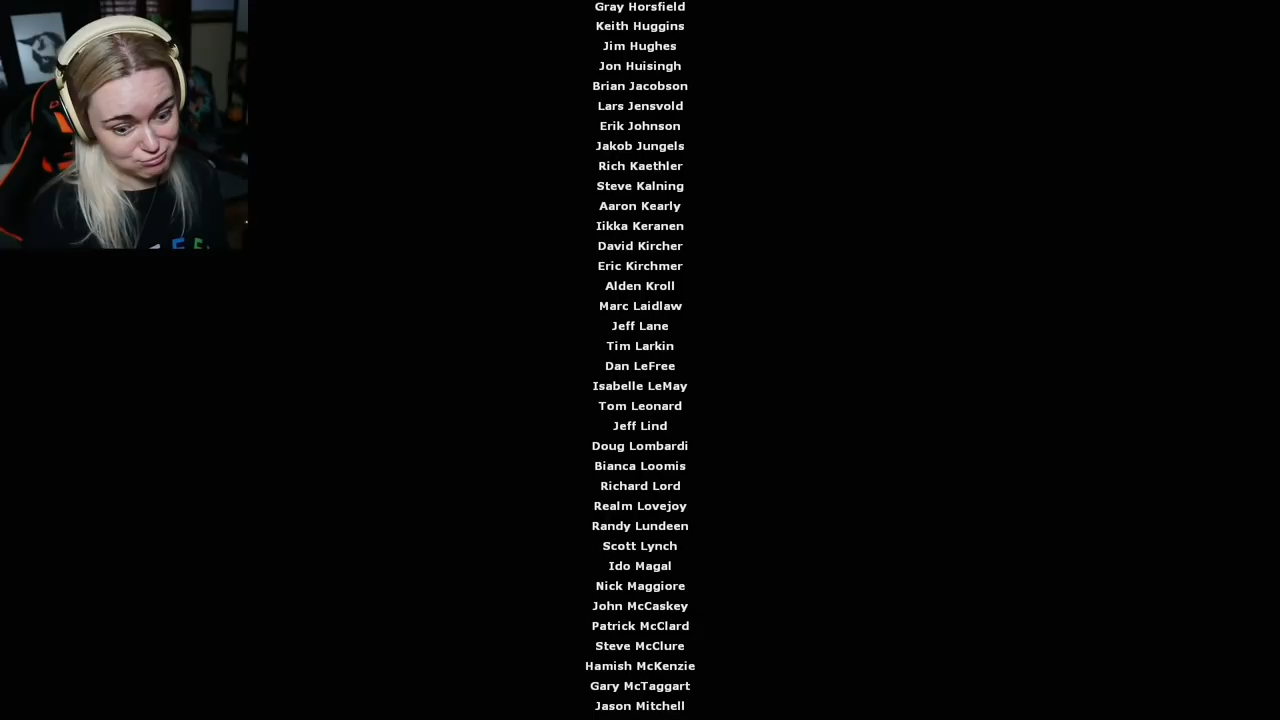 Gray Horsfield
Keith Huggins
Jim Hughes
Jon Huisingh
Brian Jacobson
Lars Jensvold
Erik Johnson
Jakob Jungels
Rich Kaethler
Steve Kalning
Aaron Kearly
Iikka Keranen
David Kircher
Eric Kirchmer
Alden Kroll
Marc Laidlaw
Jeff Lane
Tim Larkin
Dan LeFree
Isabelle LeMay
Tom Leonard
Jeff Lind
Doug Lombardi
Bianca Loomis
Richard Lord
Realm Lovejoy
Randy Lundeen
Scott Lynch
Ido Magal
Nick Maggiore
John McCaskey
Patrick McClard
Steve McClure
Hamish McKenzie
Gary McTaggart
Jason Mitchell